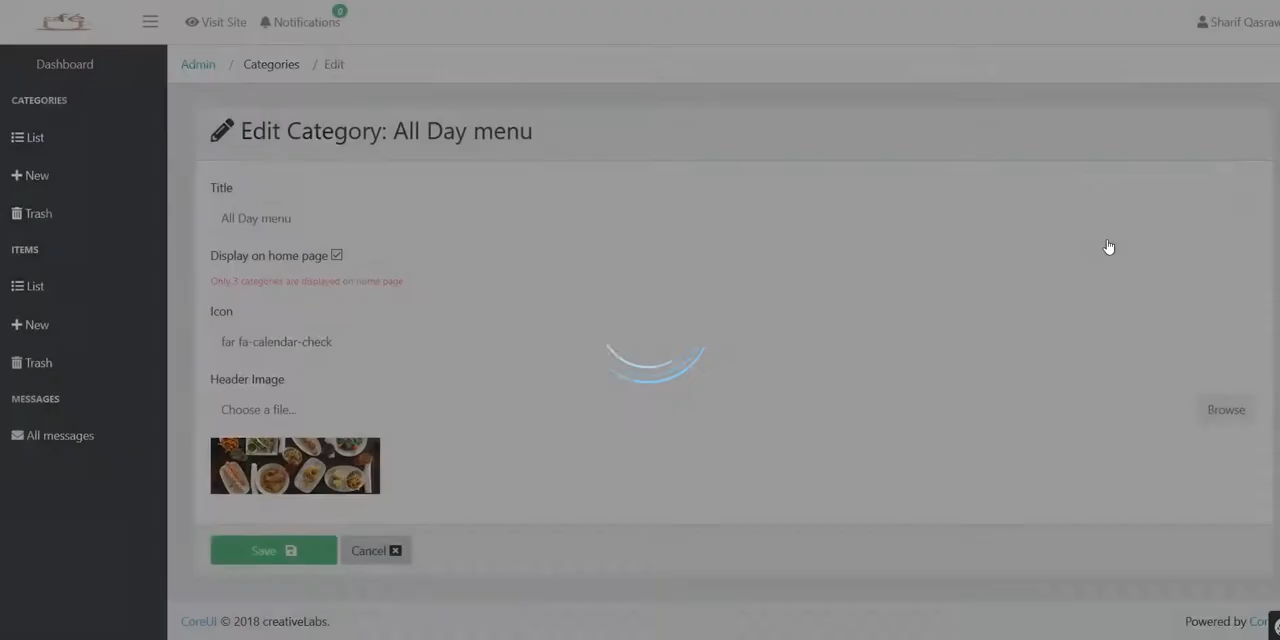 Visit Site Notifications 0
Sharif
Dashboard
Admin / Categories / Edit
CATEGORIES
List
New
Trash
ITEMS
List
New
Trash
MESSAGES
All messages
Edit Category: All Day menu
Title
All Day menu
Display on home page
Only 3 categories are displayed on home page
Icon
far fa-calendar-check
Header Image
Choose a file...
Browse
Save
Cancel
CoreUI © 2018 creativeLabs.
Powered by